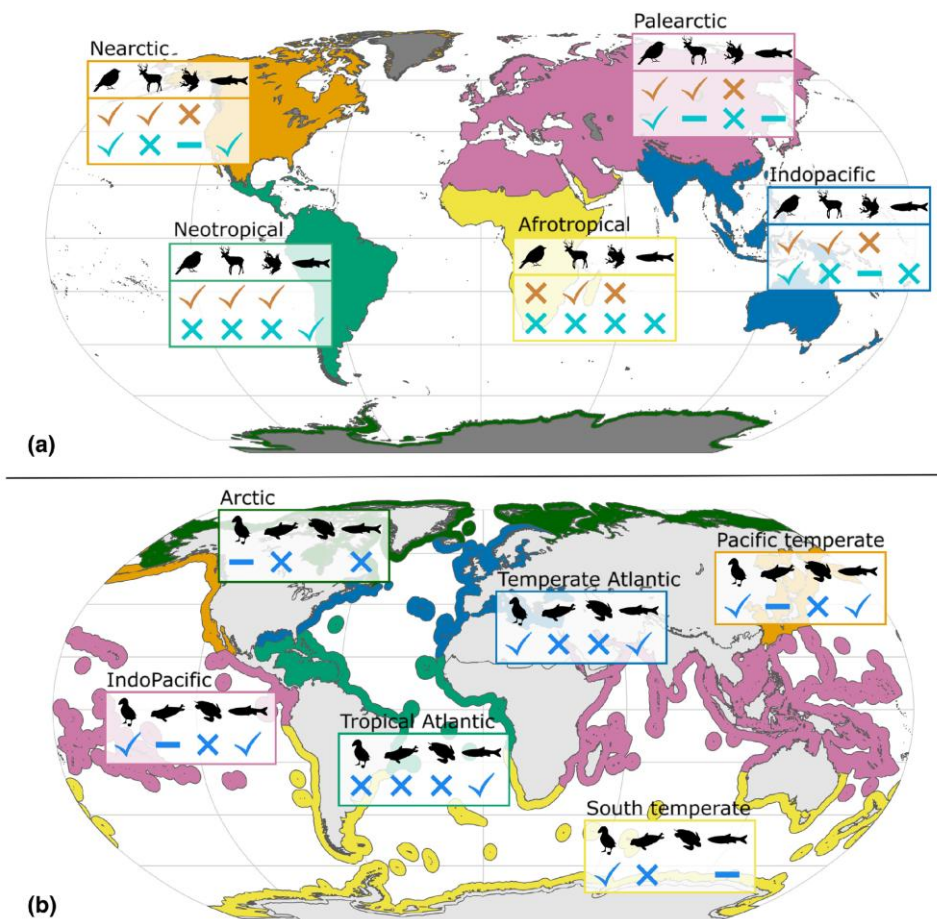 Nearctic
Palearctic
Indopacific
Neotropical
Afrotropical
(a)
Arctic
Pacific temperate
Temperate Atlantic
IndoPacific
Tropical Atlantic
South temperate
(b)